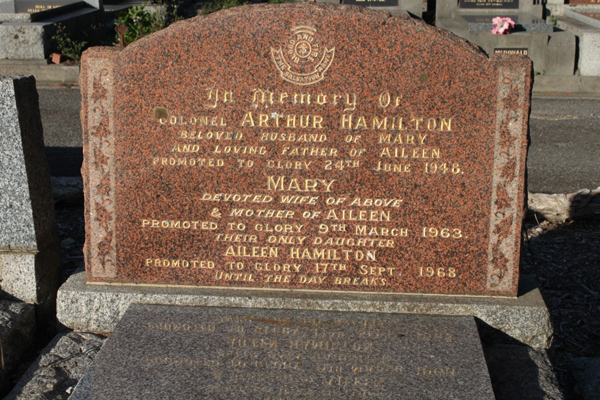 In Memory Of
COLONEL ARTHUR HAMILTON
BELOVED HUSBAND OF MARY
AND LOVING FATHER OF AILEEN
PROMOTED TO GLORY 24TH JUNE 1948.
MARY
DEVOTED WIFE OF ABOVE
& MOTHER OF AILEEN
PROMOTED TO GLORY 9TH MARCH 1963.
THEIR ONLY DAUGHTER
AILEEN HAMILTON
PROMOTED TO GLORY 17TH SEPT. 1968
UNTIL THE DAY BREAKS.
McDONALD